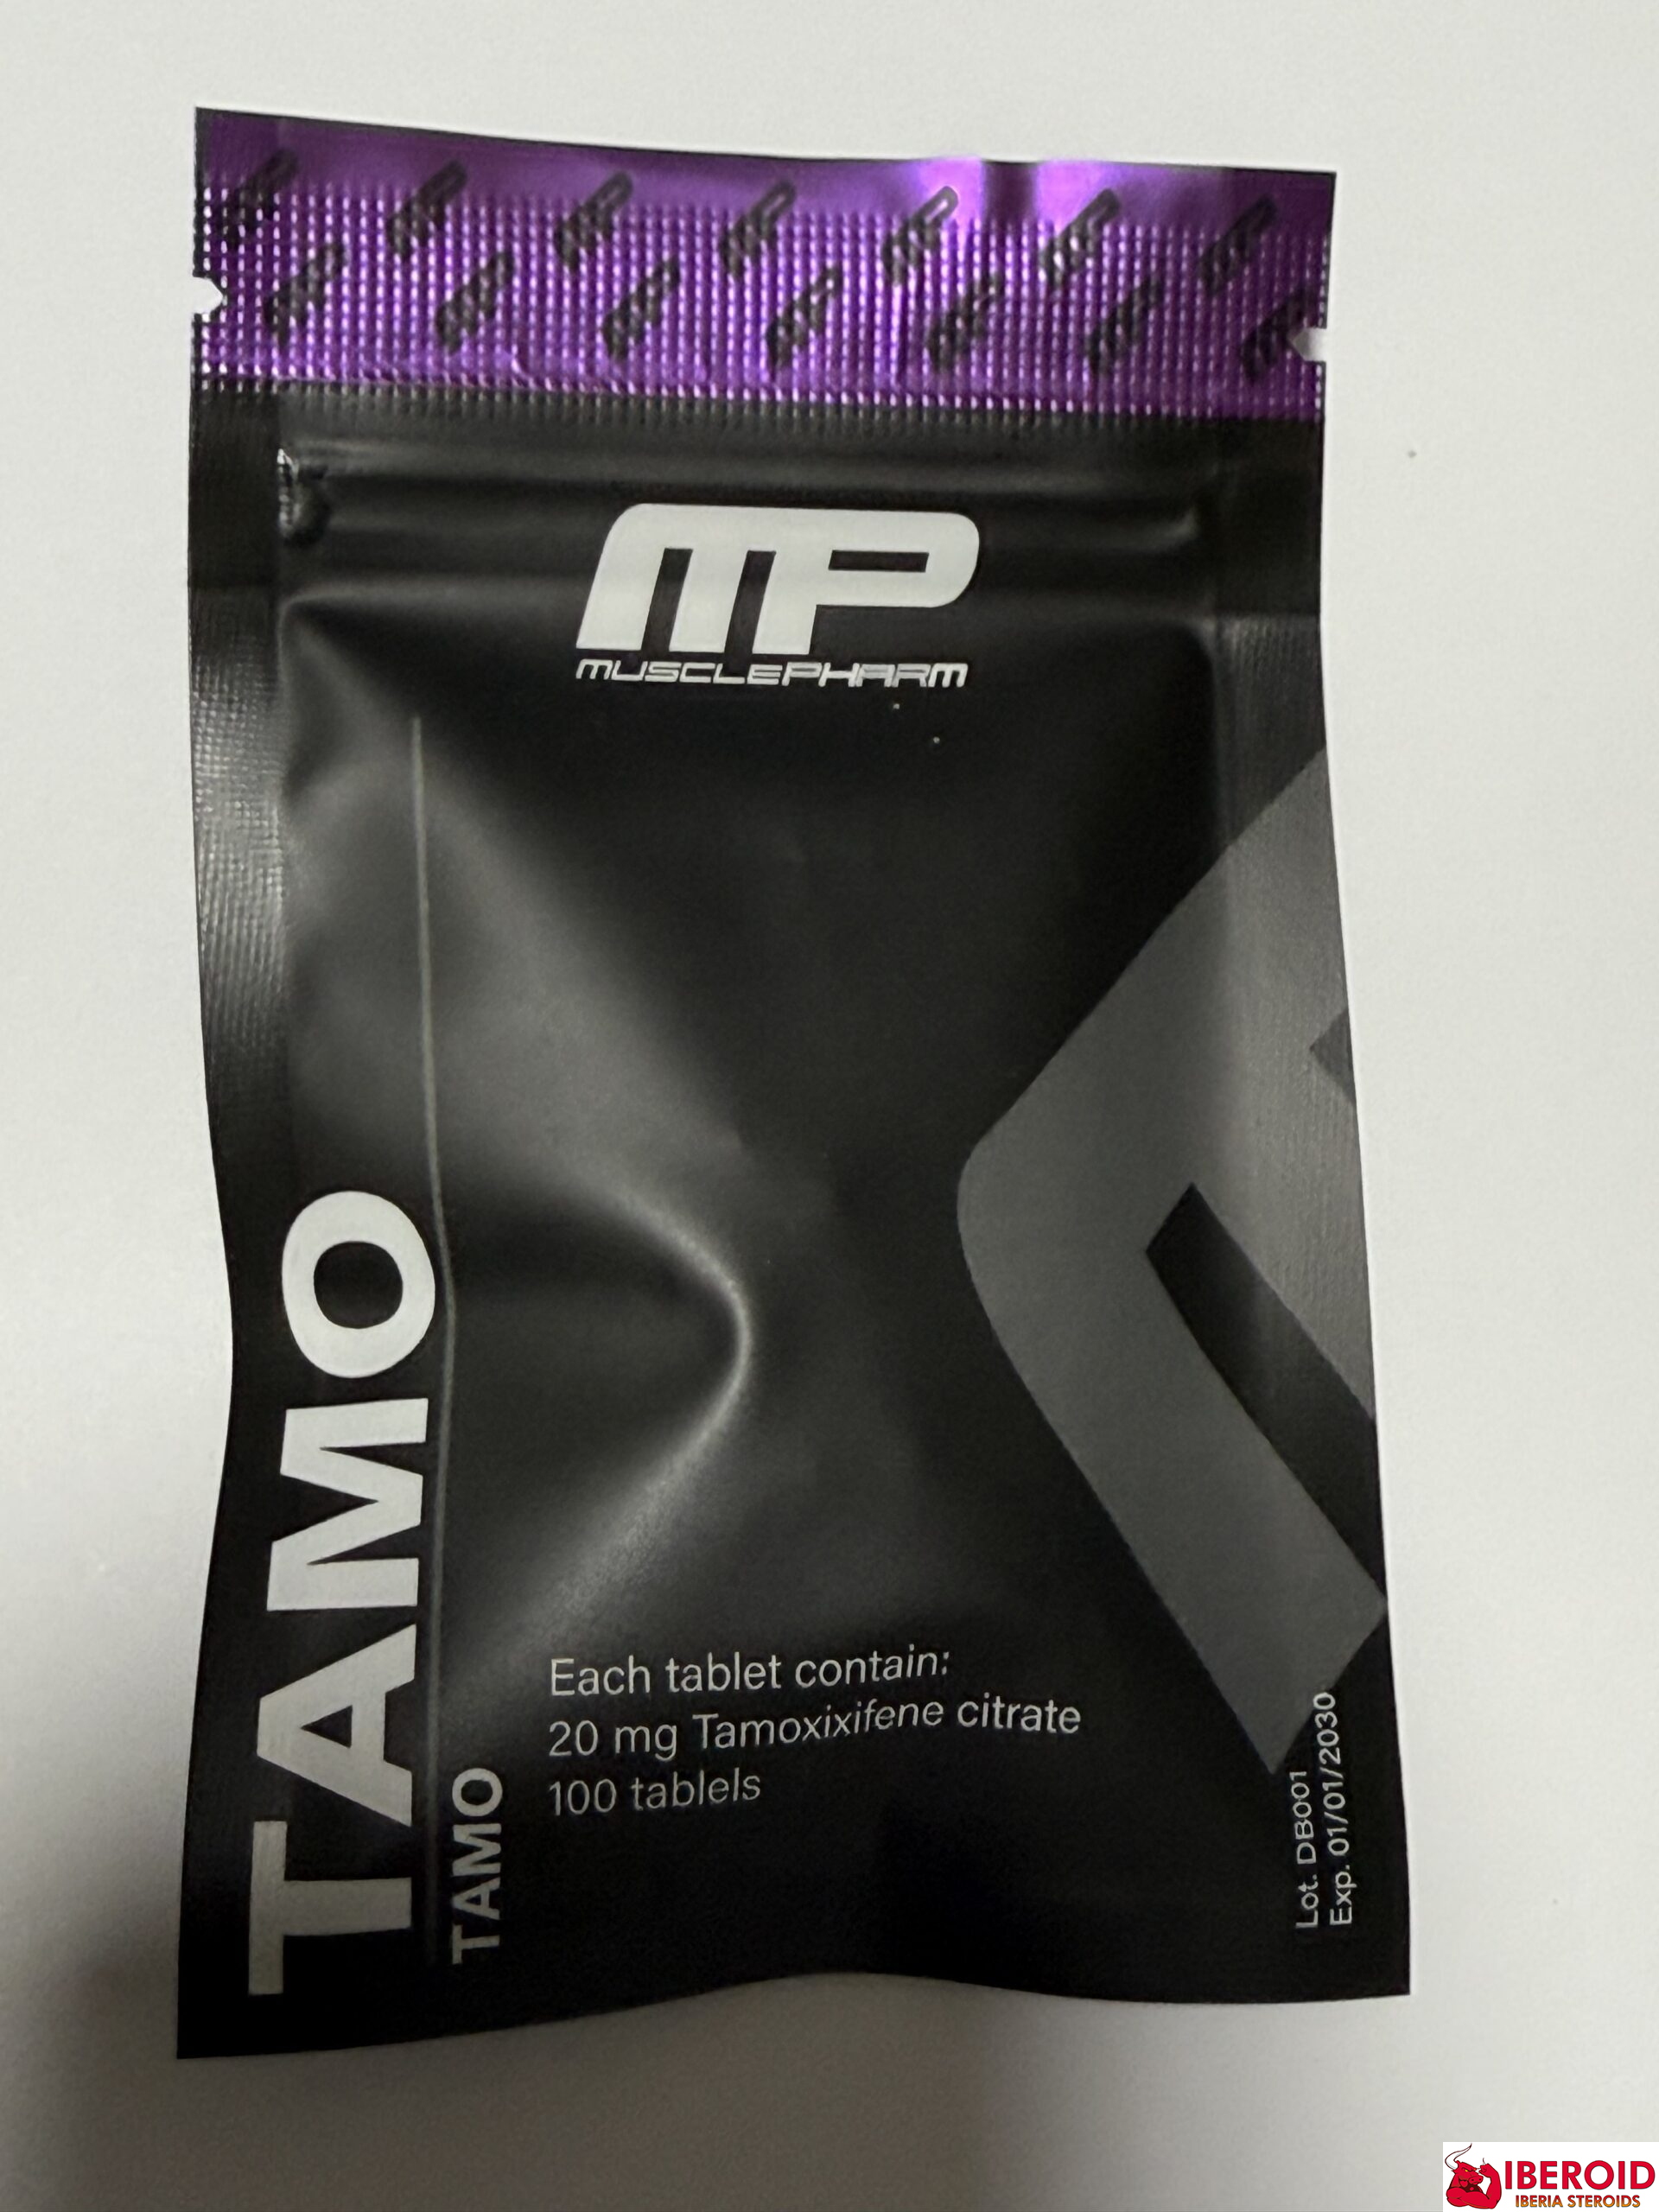 MP
MUSCLEPHARM
TAMO
TAMO
Each tablet contain:
20 mg Tamoxixifene citrate
100 tablels
Lot. DB001
Exp. 01/01/2030
IBEROID
IBERIA STEROIDS